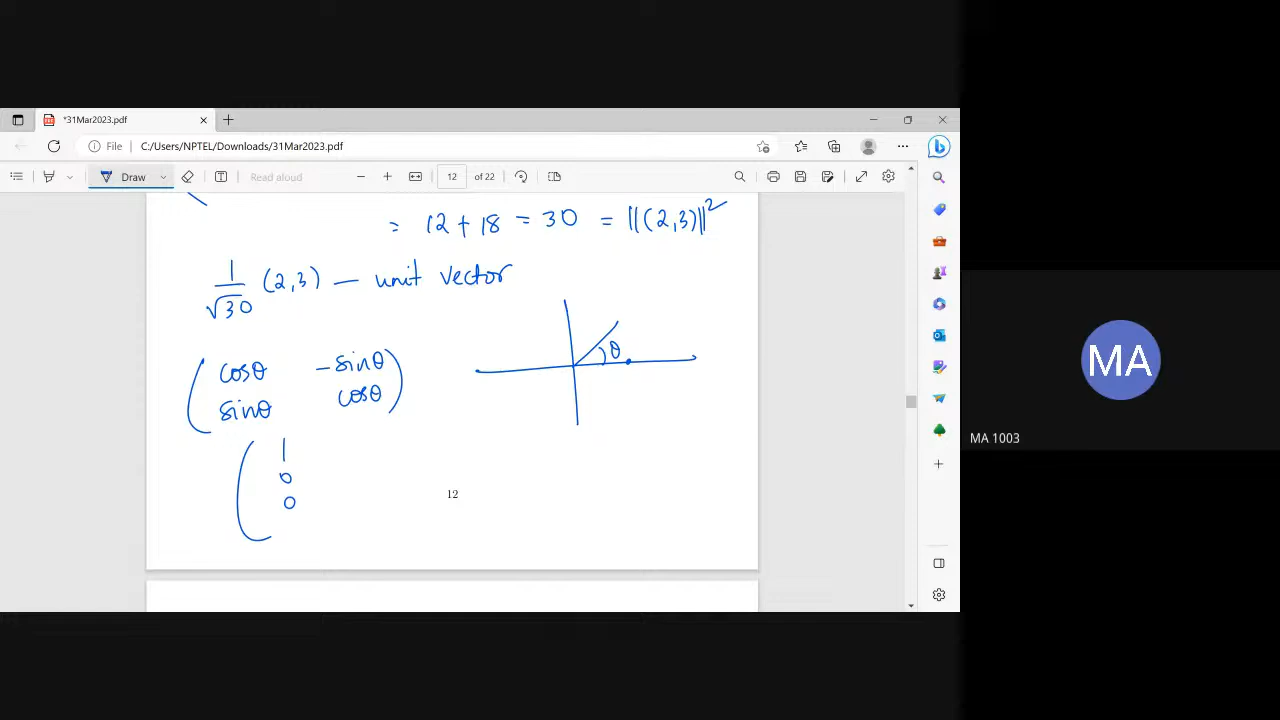 *31Mar2023.pdf
File C:/Users/NPTEL/Downloads/31Mar2023.pdf
Draw Read aloud 12 of 22
= 12 + 18 = 30 = ||(2,3)||²
1/√30 (2,3) — unit vector
θ
( cosθ -sinθ
sinθ cosθ )
( 1
0
0
12
MA
MA 1003